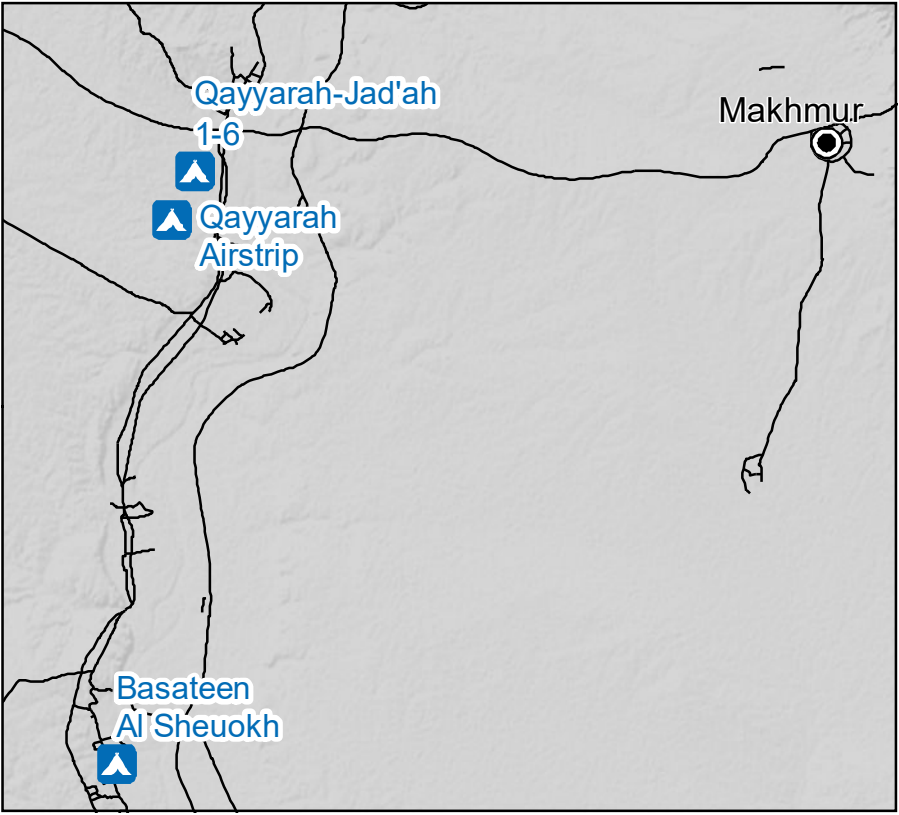 Qayyarah-Jad'ah
1-6
Makhmur
Qayyarah
Airstrip
Basateen
Al Sheuokh